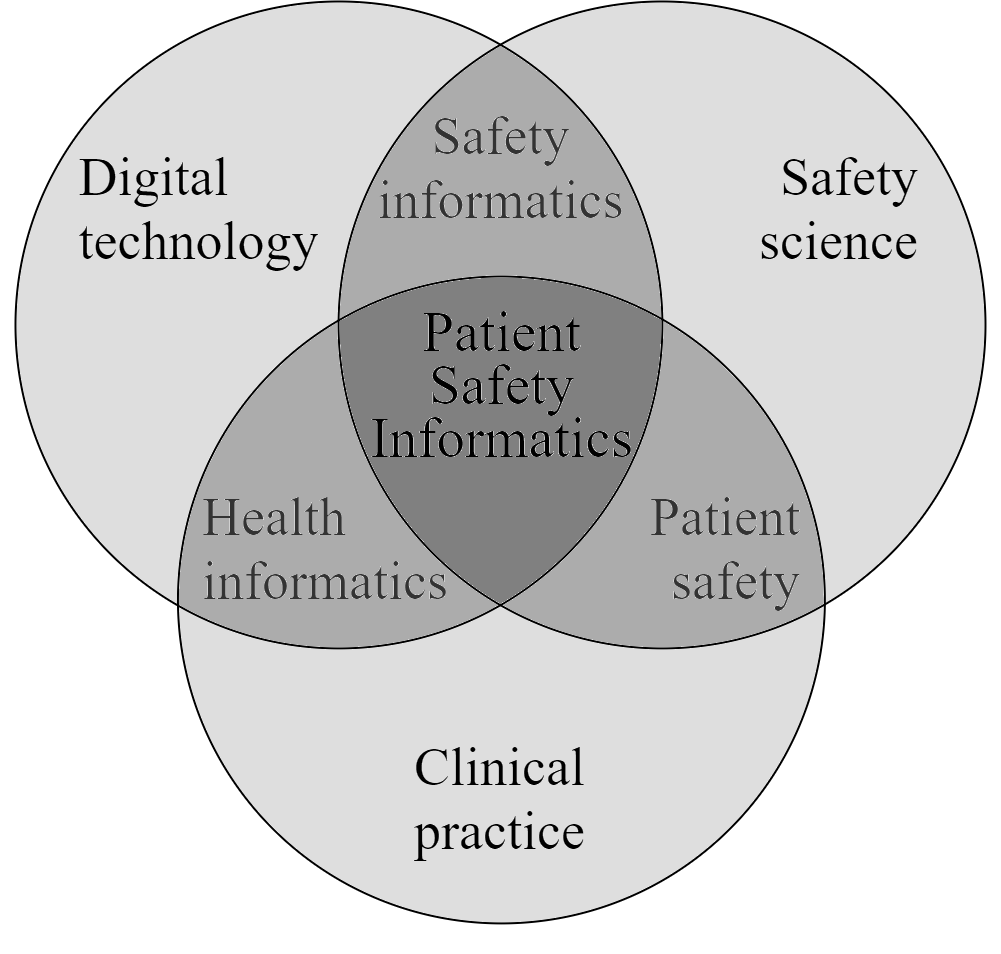 Safety
informatics
Digital
technology
Safety
science
Patient
Safety
Informatics
Health
informatics
Patient
safety
Clinical
practice